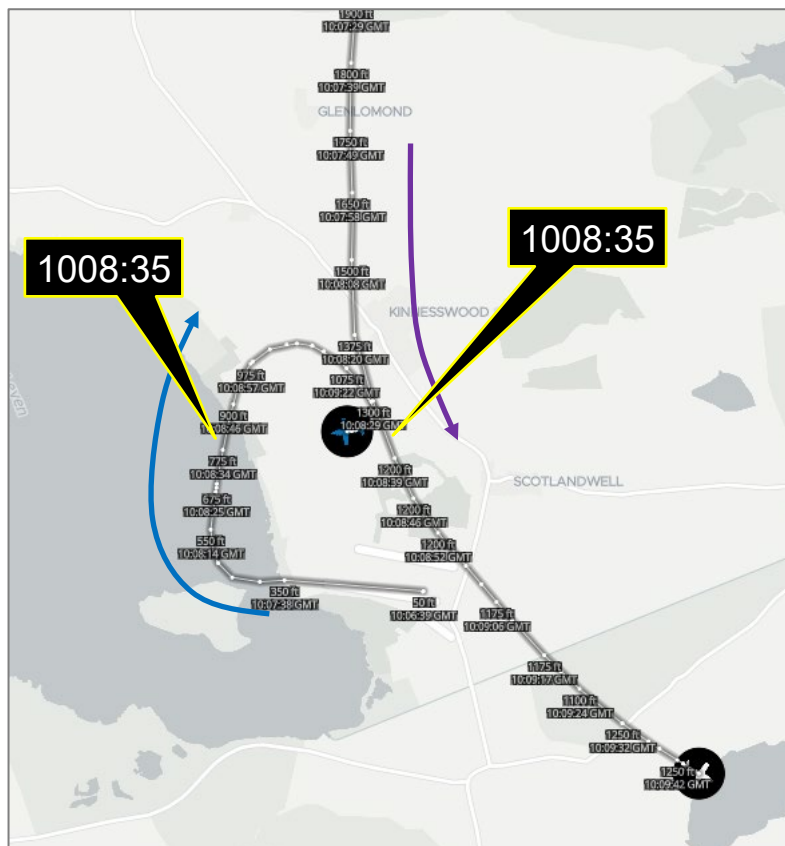 1900 ft
10:07:29 GMT
1800 ft
10:07:39 GMT
GLENLOMOND
1750 ft
10:07:49 GMT
1650 ft
10:07:58 GMT
1008:35
1008:35
1500 ft
10:08:08 GMT
KINNESSWOOD
1375 ft
10:08:20 GMT
975 ft
10:08:57 GMT
1075 ft
10:09:22 GMT
900 ft
10:08:46 GMT
1300 ft
10:08:29 GMT
775 ft
10:08:34 GMT
1200 ft
10:08:39 GMT
SCOTLANDWELL
675 ft
10:08:25 GMT
1200 ft
10:08:46 GMT
550 ft
10:08:14 GMT
1200 ft
10:08:52 GMT
350 ft
10:07:38 GMT
50 ft
10:06:39 GMT
1175 ft
10:09:06 GMT
1175 ft
10:09:17 GMT
1100 ft
10:09:24 GMT
1250 ft
10:09:32 GMT
1250 ft
10:09:42 GMT